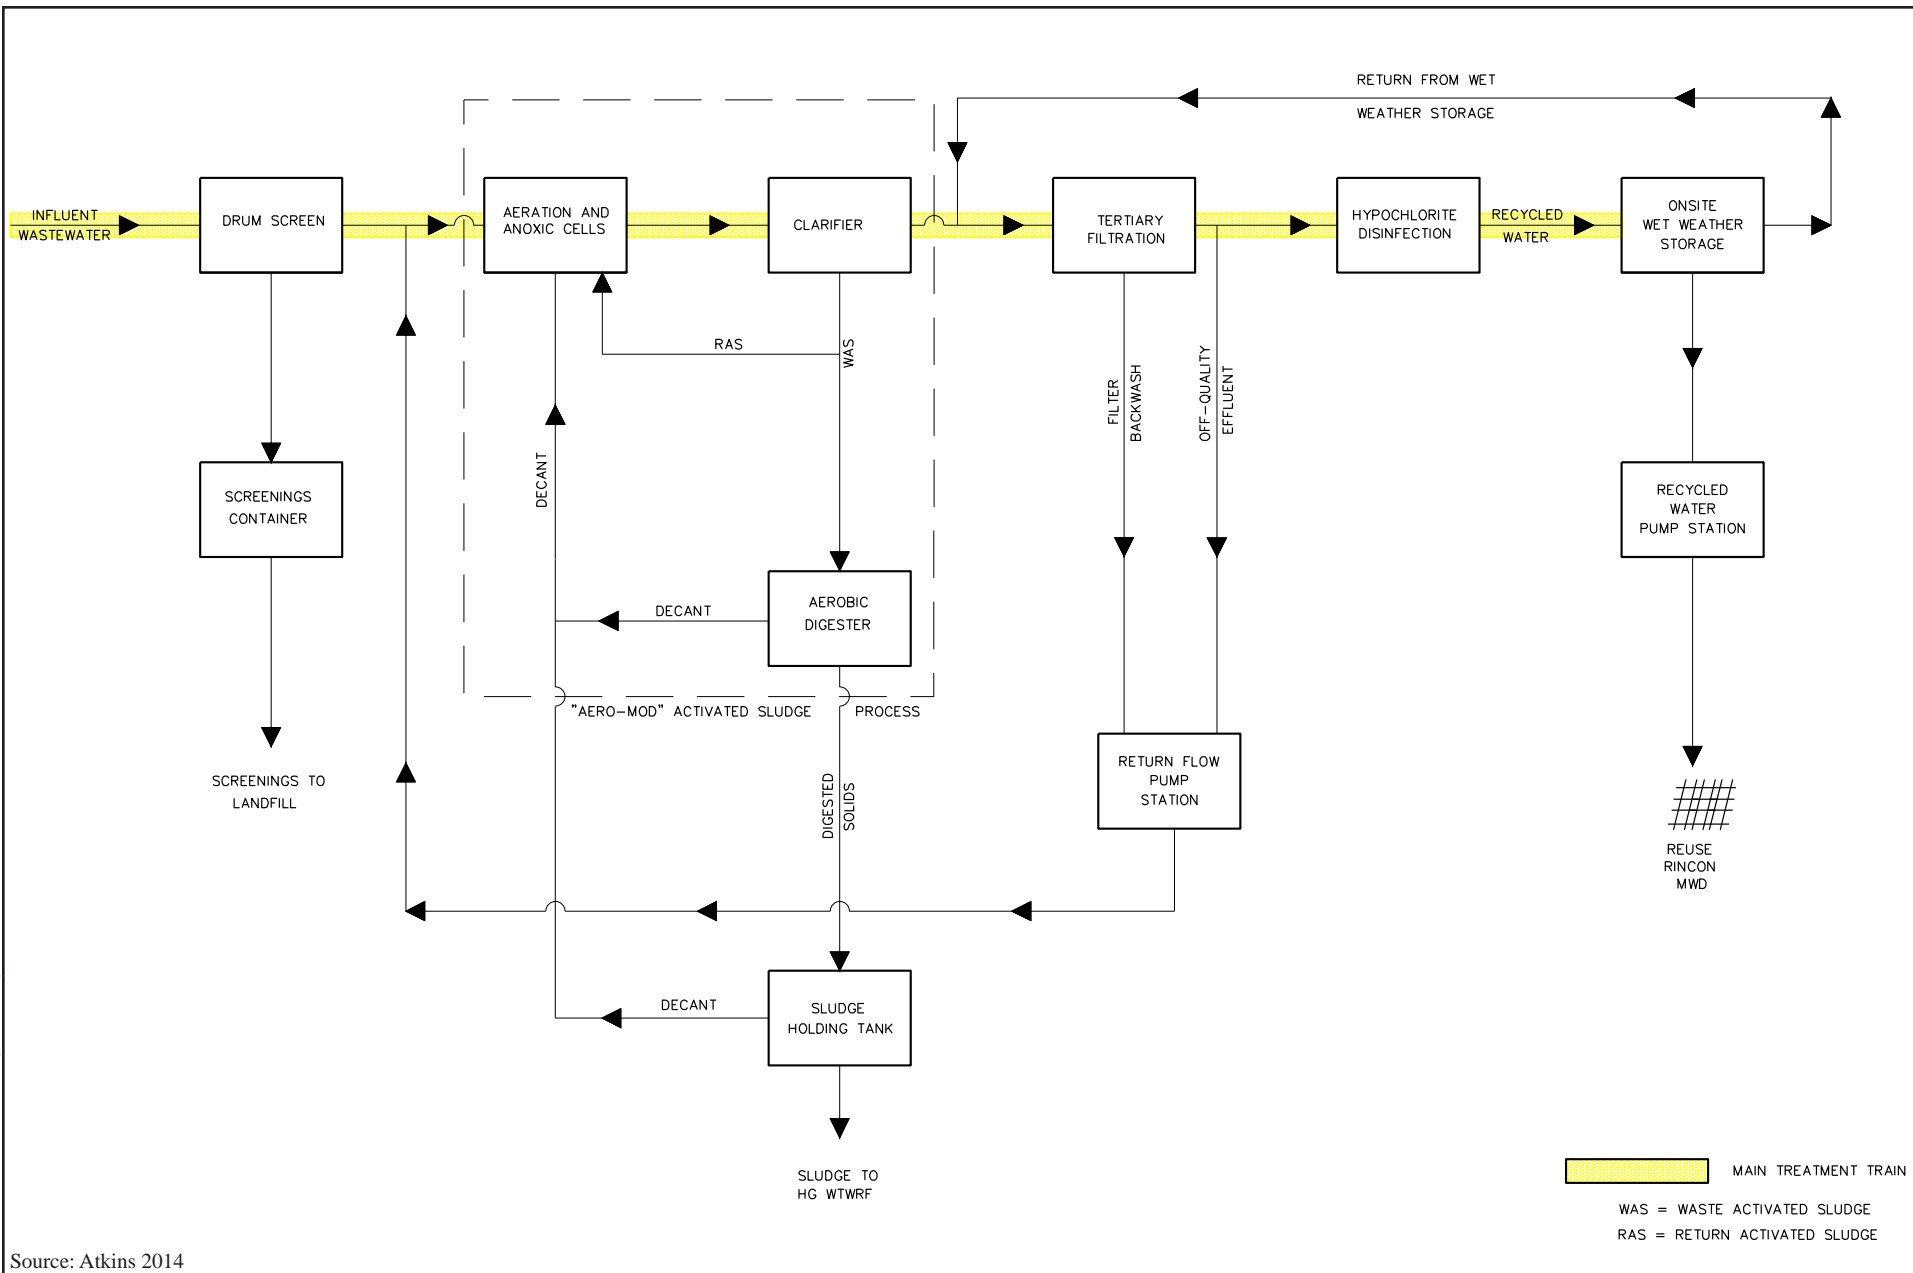 RETURN FROM WET
WEATHER STORAGE
INFLUENT
WASTEWATER
DRUM SCREEN
AERATION AND
ANOXIC CELLS
CLARIFIER
TERTIARY
FILTRATION
HYPOCHLORITE
DISINFECTION
RECYCLED
WATER
ONSITE
WET WEATHER
STORAGE
RAS
WAS
DECANT
FILTER
BACKWASH
OFF-QUALITY
EFFLUENT
SCREENINGS
CONTAINER
RECYCLED
WATER
PUMP STATION
DECANT
AEROBIC
DIGESTER
"AERO-MOD" ACTIVATED SLUDGE PROCESS
SCREENINGS TO
LANDFILL
DIGESTED
SOLIDS
RETURN FLOW
PUMP
STATION
REUSE
RINCON
MWD
DECANT
SLUDGE
HOLDING TANK
SLUDGE TO
HG WTWRF
MAIN TREATMENT TRAIN
WAS = WASTE ACTIVATED SLUDGE
RAS = RETURN ACTIVATED SLUDGE
Source: Atkins 2014